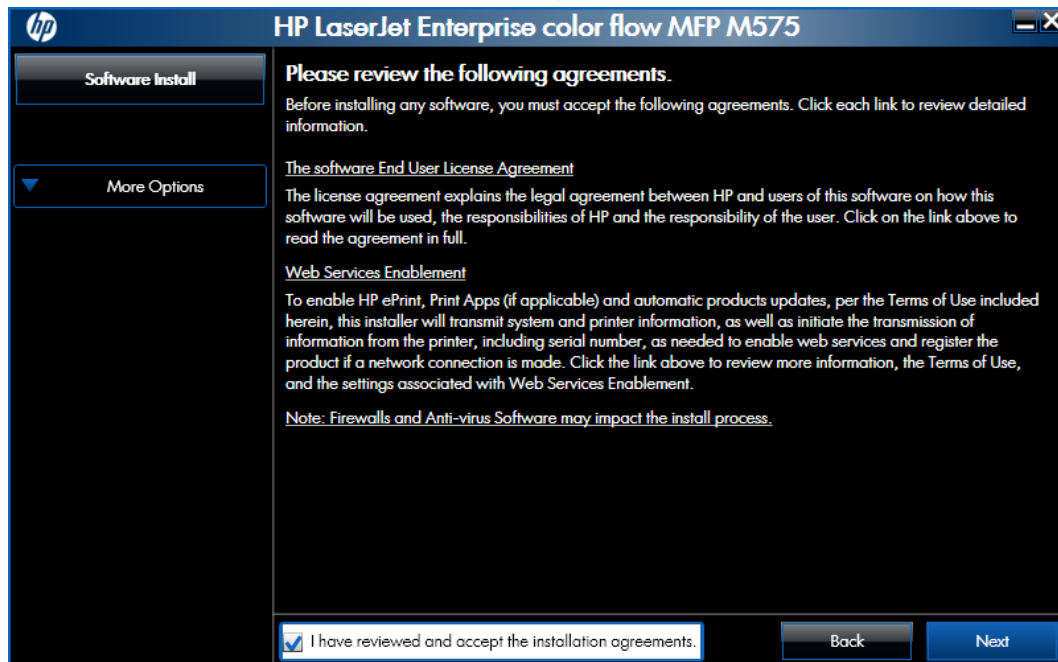 hp
HP LaserJet Enterprise color flow MFP M575
Software Install
More Options
Please review the following agreements.
Before installing any software, you must accept the following agreements. Click each link to review detailed
information.
The software End User License Agreement
The license agreement explains the legal agreement between HP and users of this software on how this
software will be used, the responsibilities of HP and the responsibility of the user. Click on the link above to
read the agreement in full.
Web Services Enablement
To enable HP ePrint, Print Apps (if applicable) and automatic products updates, per the Terms of Use included
herein, this installer will transmit system and printer information, as well as initiate the transmission of
information from the printer, including serial number, as needed to enable web services and register the
product if a network connection is made. Click the link above to review more information, the Terms of Use,
and the settings associated with Web Services Enablement.
Note: Firewalls and Anti-virus Software may impact the install process.
I have reviewed and accept the installation agreements.
Back
Next